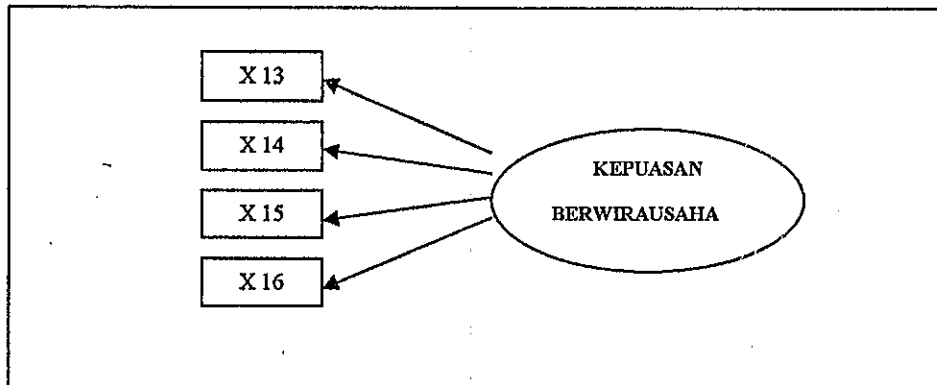 X 13
X 14
X 15
X 16
KEPUASAN
BERWIRAUSAHA